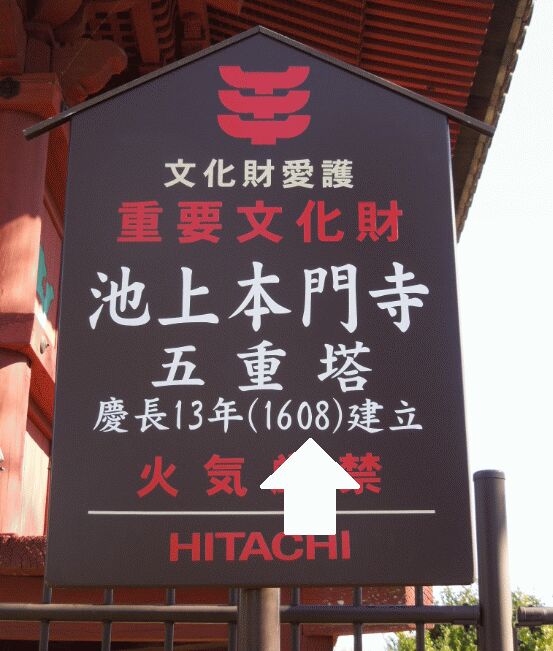 文化財愛護
重要文化財
池上本門寺
五重塔
慶長13年(1608)建立
火気 禁
HITACHI